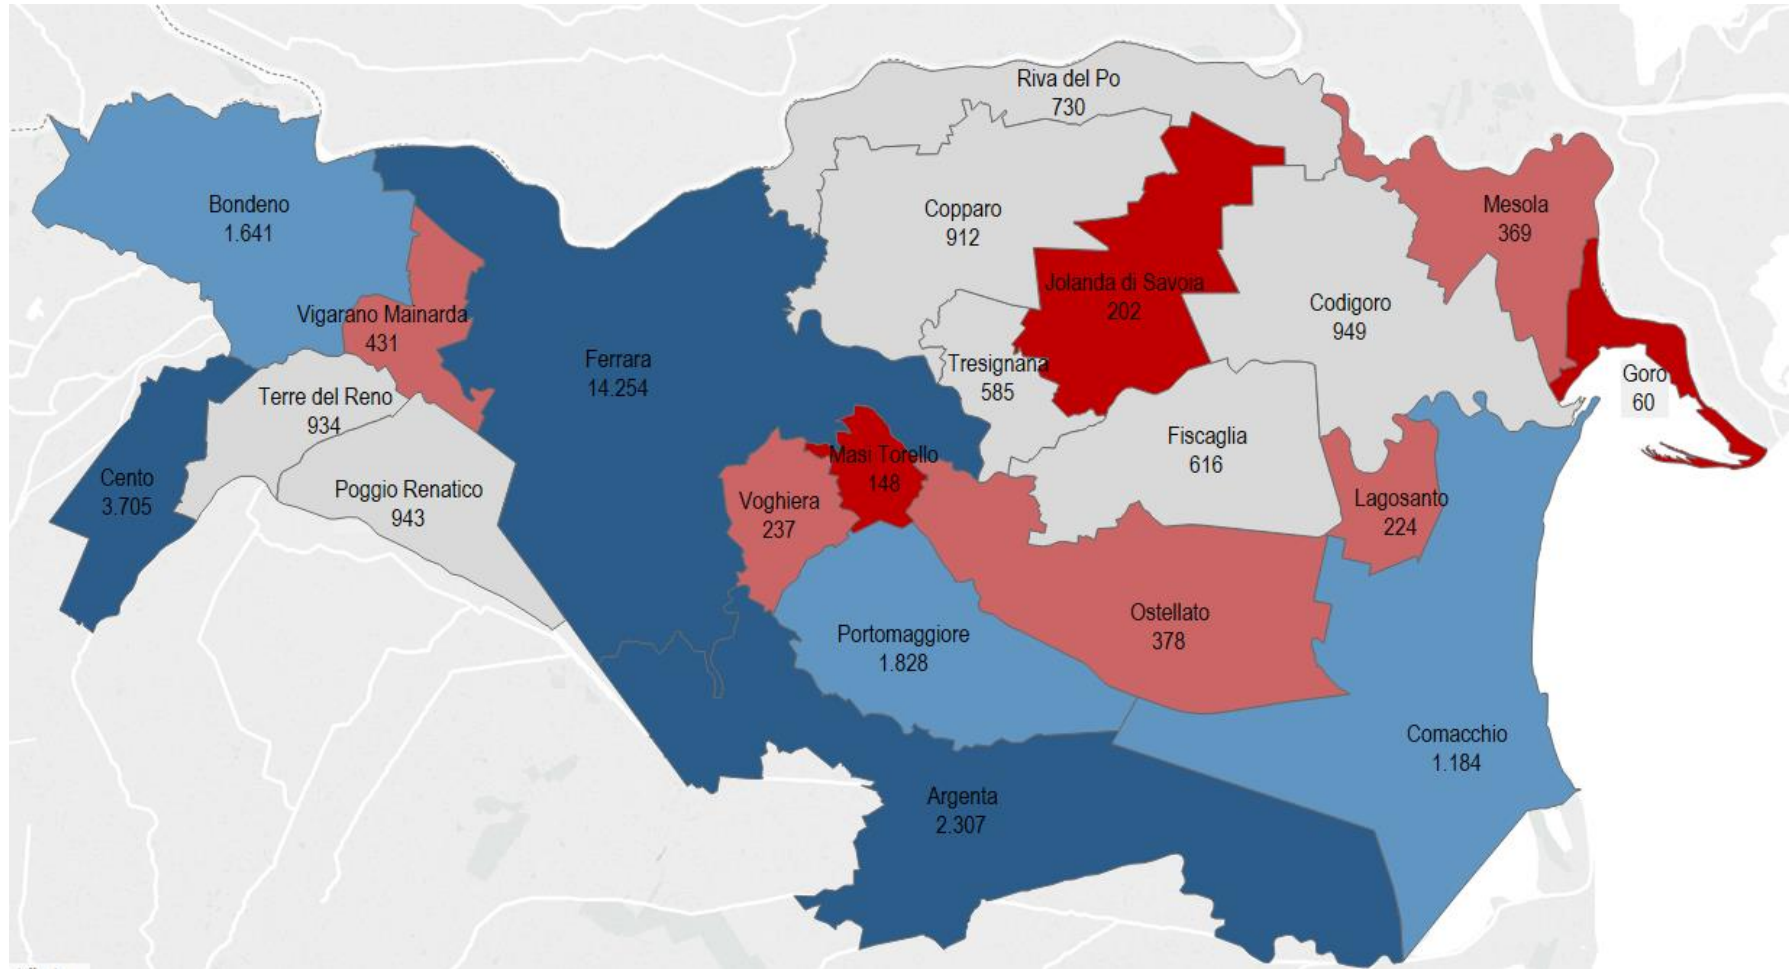 Riva del Po
730
Bondeno
1.641
Copparo
912
Mesola
369
Jolanda di Savoia
202
Codigoro
949
Vigarano Mainarda
431
Ferrara
14.254
Tresignana
585
Goro
60
Terre del Reno
934
Fiscaglia
616
Masi Torello
148
Cento
3.705
Poggio Renatico
943
Voghiera
237
Lagosanto
224
Ostellato
378
Portomaggiore
1.828
Comacchio
1.184
Argenta
2.307